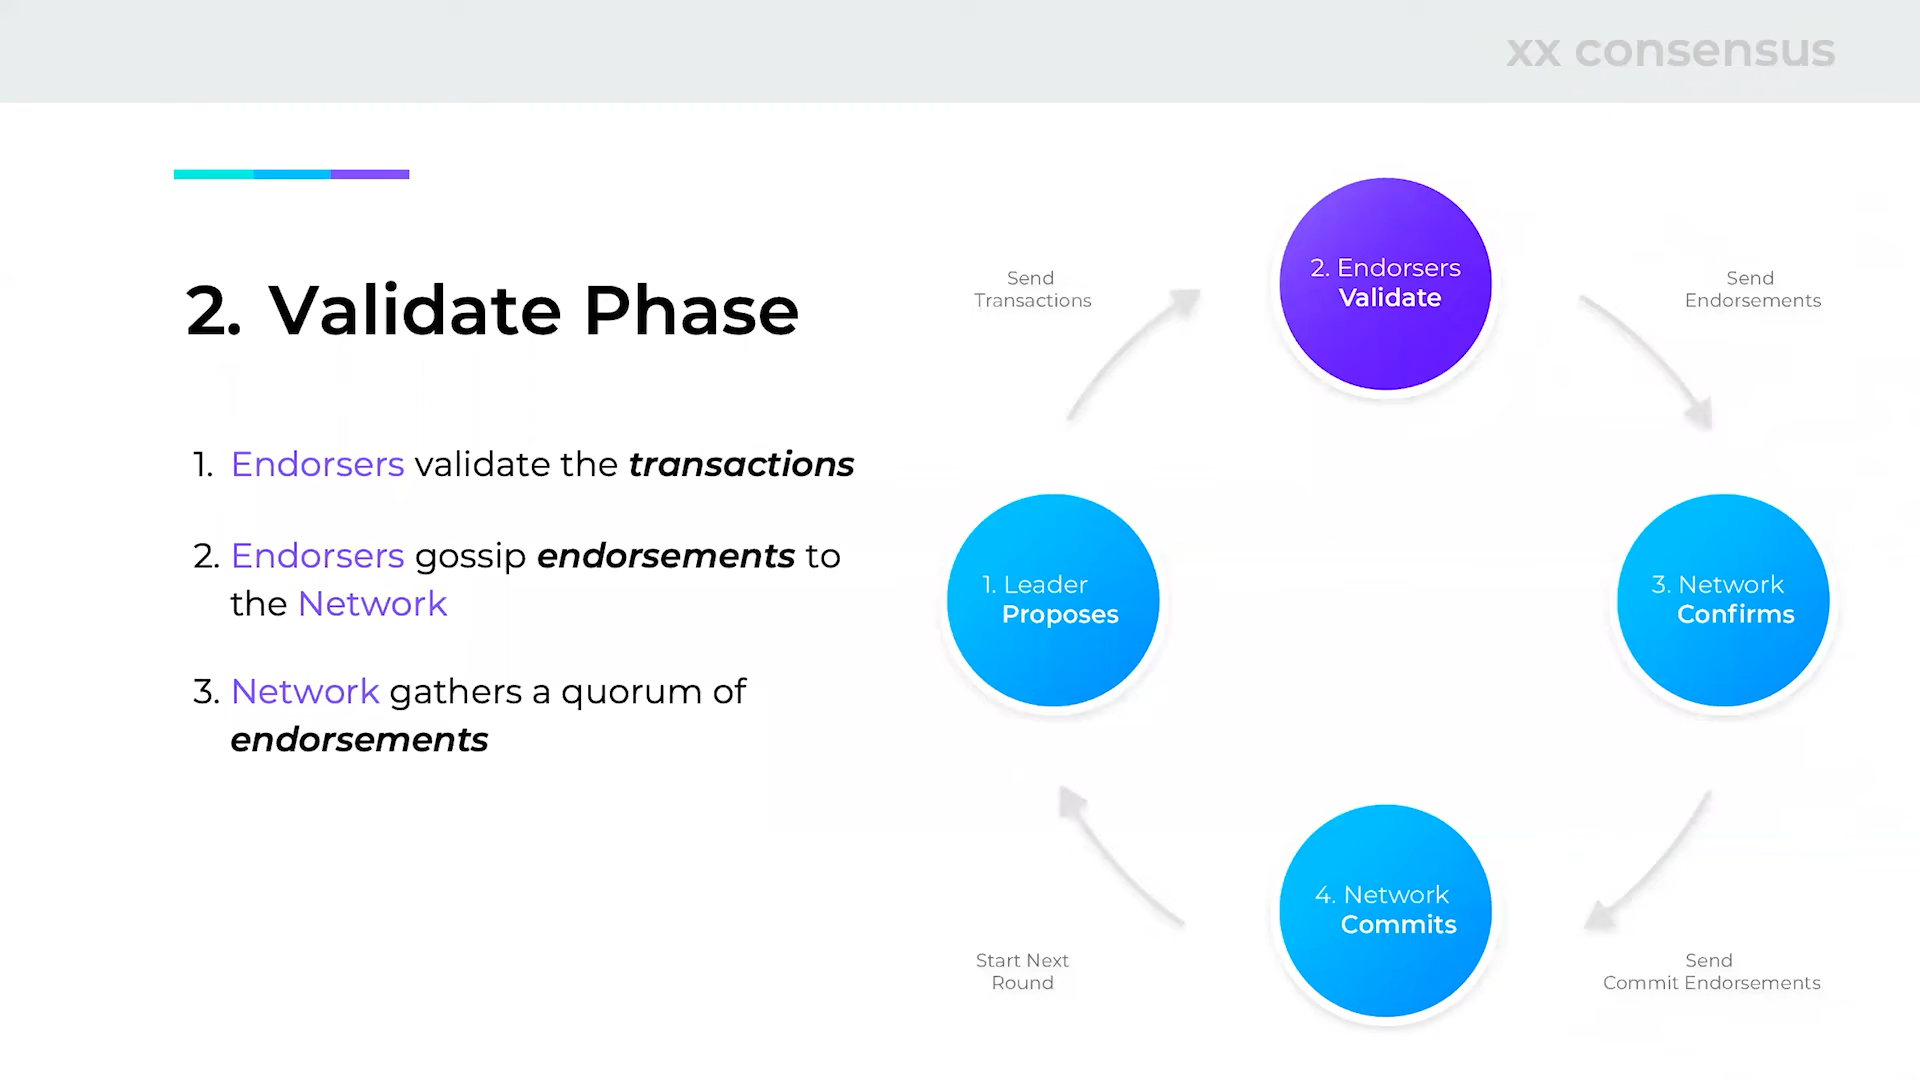 xx consensus
2. Validate Phase
1. Endorsers validate the transactions
2. Endorsers gossip endorsements to
the Network
3. Network gathers a quorum of
endorsements
Send
Transactions
2. Endorsers
Validate
Send
Endorsements
1. Leader
Proposes
3. Network
Confirms
4. Network
Commits
Start Next
Round
Send
Commit Endorsements